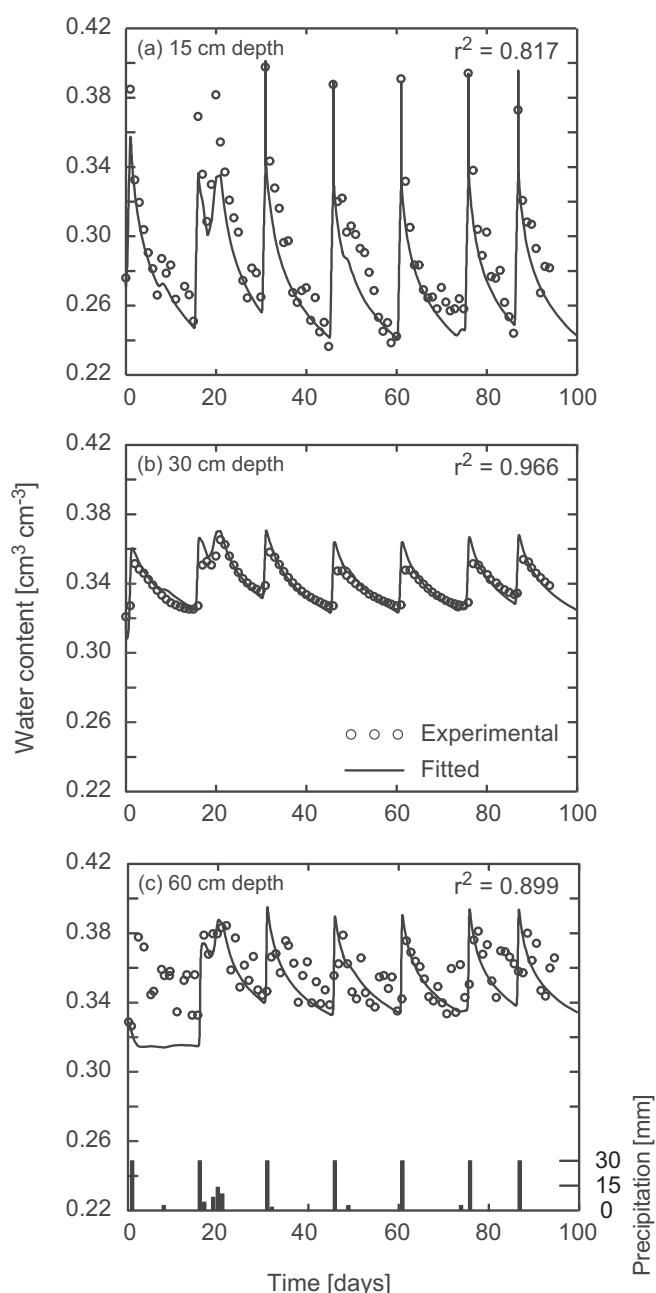 (a) 15 cm depth
r² = 0.817
0.42
0.38
0.34
0.30
0.26
0.22
0 20 40 60 80 100
(b) 30 cm depth
r² = 0.966
0.42
0.38
0.34
0.30
0.26
0.22
Experimental
Fitted
0 20 40 60 80 100
Water content [cm³ cm⁻³]
(c) 60 cm depth
r² = 0.899
0.42
0.38
0.34
0.30
0.26
0.22
30
15
0
Precipitation [mm]
0 20 40 60 80 100
Time [days]